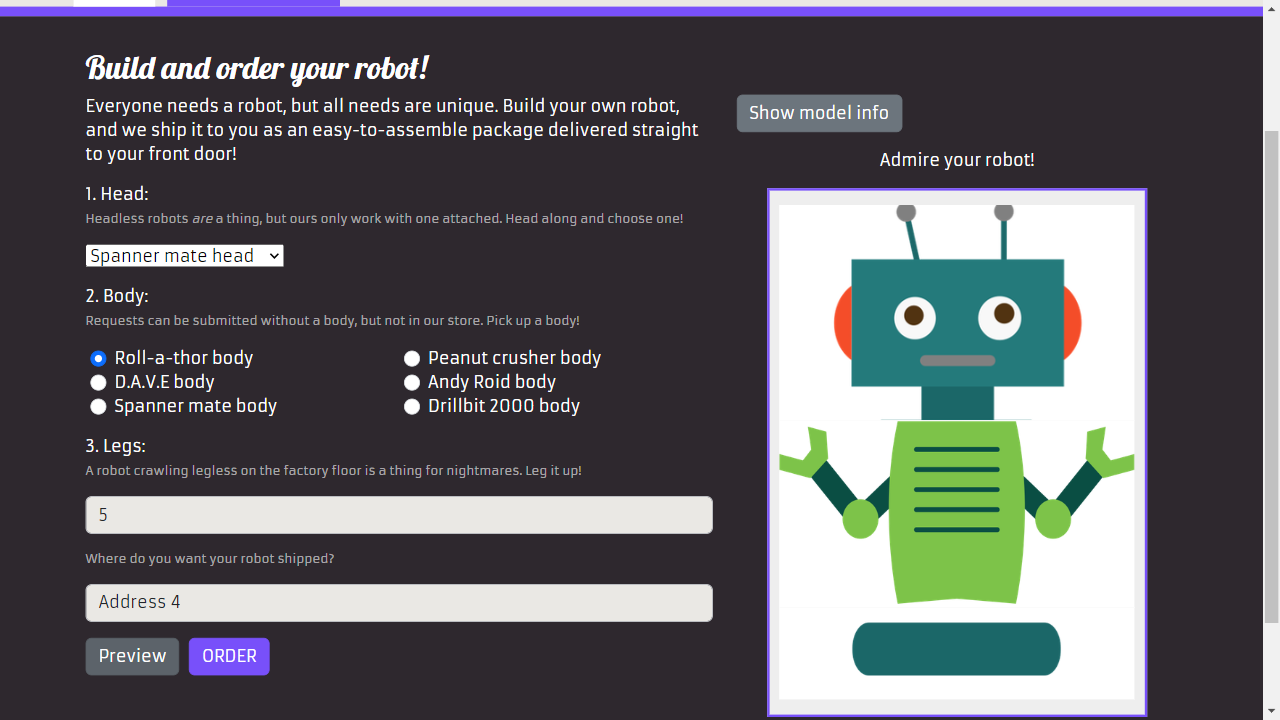 Build and order your robot!
Everyone needs a robot, but all needs are unique. Build your own robot,
and we ship it to you as an easy-to-assemble package delivered straight
to your front door!
1. Head:
Headless robots are a thing, but ours only work with one attached. Head along and choose one!
Spanner mate head
2. Body:
Requests can be submitted without a body, but not in our store. Pick up a body!
Roll-a-thor body
Peanut crusher body
D.A.V.E body
Andy Roid body
Spanner mate body
Drillbit 2000 body
3. Legs:
A robot crawling legless on the factory floor is a thing for nightmares. Leg it up!
5
Where do you want your robot shipped?
Address 4
Preview
ORDER
Show model info
Admire your robot!